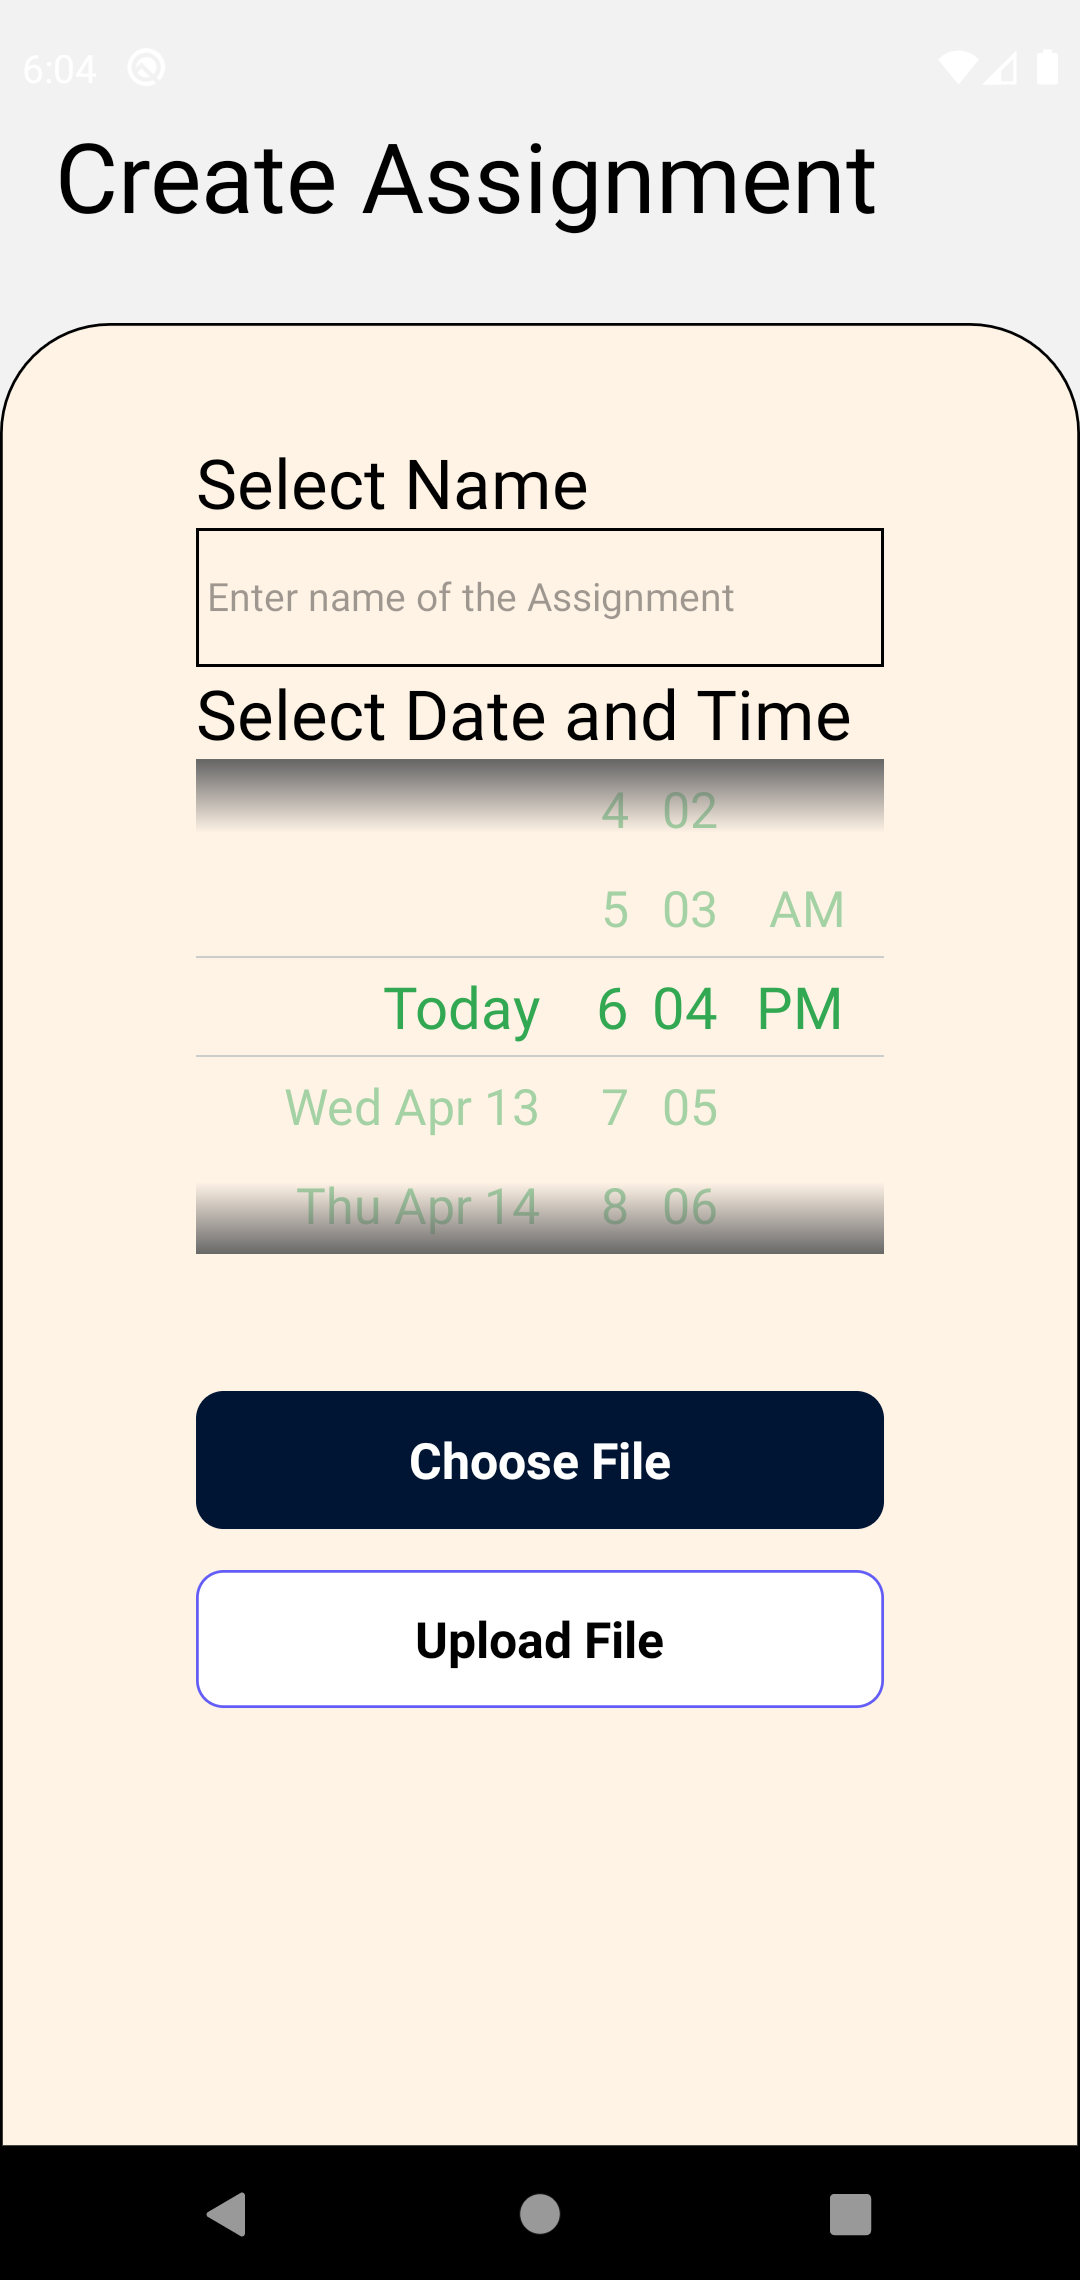 6:04
Create Assignment
Select Name
Enter name of the Assignment
Select Date and Time
4 02
5 03 AM
Today 6 04 PM
Wed Apr 13 7 05
Thu Apr 14 8 06
Choose File
Upload File